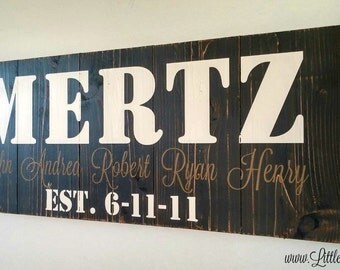 MERTZ
Andrea Robert Ryan Henry
EST. 6-11-11
www.Little